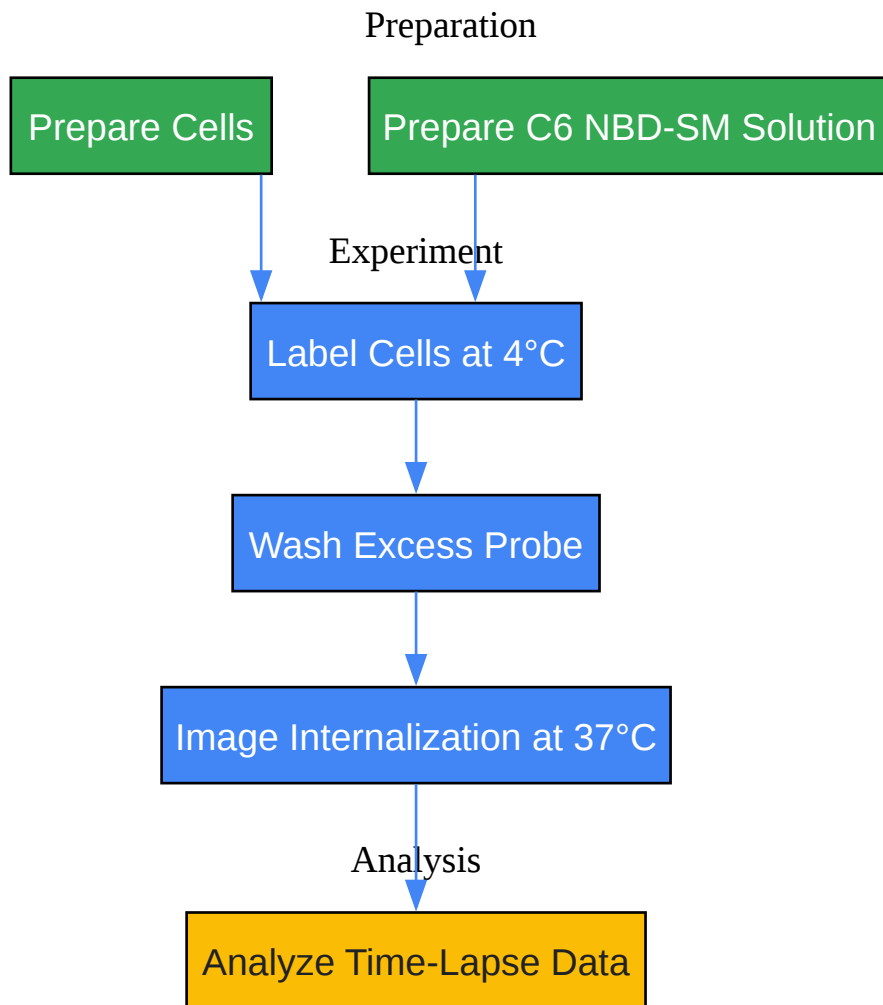 Preparation
Prepare Cells
Prepare C6 NBD-SM Solution
Experiment
Label Cells at 4°C
Wash Excess Probe
Image Internalization at 37°C
Analysis
Analyze Time-Lapse Data